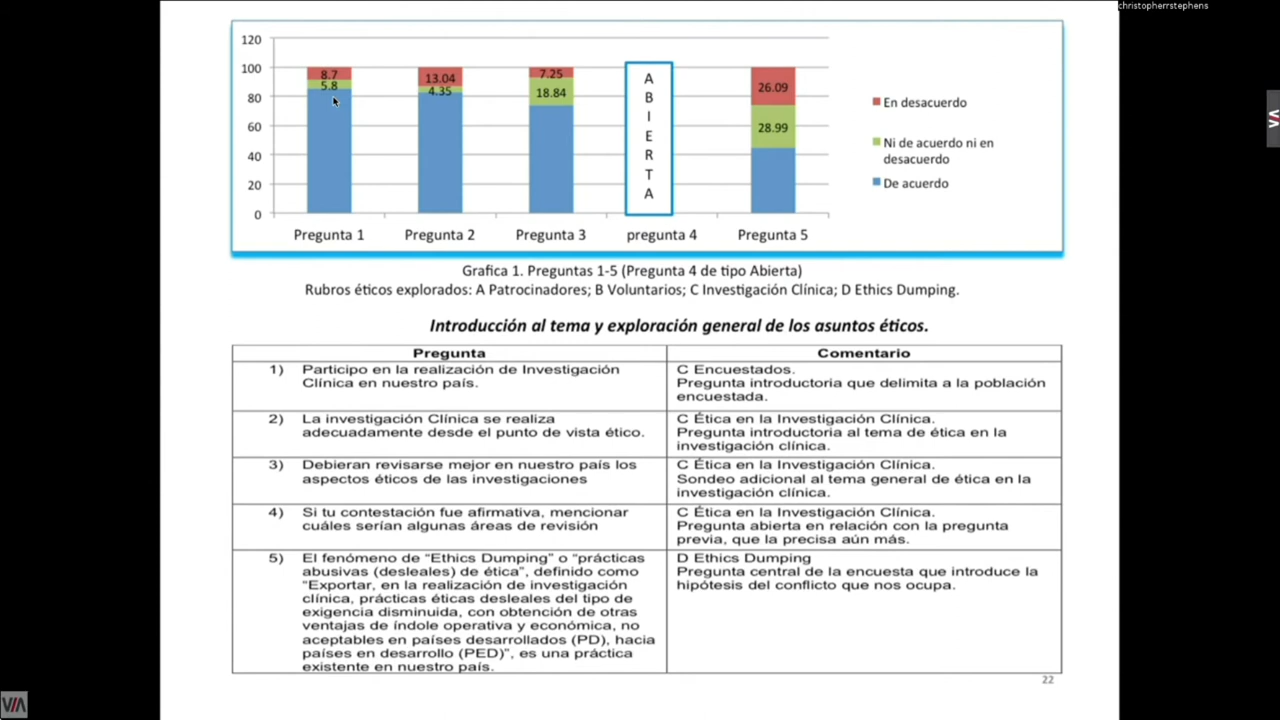 christopherrstephens
120
100
80
60
40
20
0
8.7
5.8
13.04
4.35
7.25
18.84
A
B
I
E
R
T
A
26.09
28.99
En desacuerdo
Ni de acuerdo ni en
desacuerdo
De acuerdo
Pregunta 1 Pregunta 2 Pregunta 3 pregunta 4 Pregunta 5
Grafica 1. Preguntas 1-5 (Pregunta 4 de tipo Abierta)
Rubros éticos explorados: A Patrocinadores; B Voluntarios; C Investigación Clínica; D Ethics Dumping.
Introducción al tema y exploración general de los asuntos éticos.
Pregunta
Comentario
1) Participo en la realización de Investigación
Clínica en nuestro país.
C Encuestados.
Pregunta introductoria que delimita a la población
encuestada.
2) La investigación Clínica se realiza
adecuadamente desde el punto de vista ético.
C Ética en la Investigación Clínica.
Pregunta introductoria al tema de ética en la
investigación clínica.
3) Debieran revisarse mejor en nuestro país los
aspectos éticos de las investigaciones
C Ética en la Investigación Clínica.
Sondeo adicional al tema general de ética en la
investigación clínica.
4) Si tu contestación fue afirmativa, mencionar
cuáles serían algunas áreas de revisión
C Ética en la Investigación Clínica.
Pregunta abierta en relación con la pregunta
previa, que la precisa aún más.
5) El fenómeno de “Ethics Dumping” o “prácticas
abusivas (desleales) de ética”, definido como
“Exportar, en la realización de investigación
clínica, prácticas éticas desleales del tipo de
exigencia disminuida, con obtención de otras
ventajas de índole operativa y económica, no
aceptables en países desarrollados (PD), hacia
países en desarrollo (PED)”, es una práctica
existente en nuestro país.
D Ethics Dumping
Pregunta central de la encuesta que introduce la
hipótesis del conflicto que nos ocupa.
22
VIA